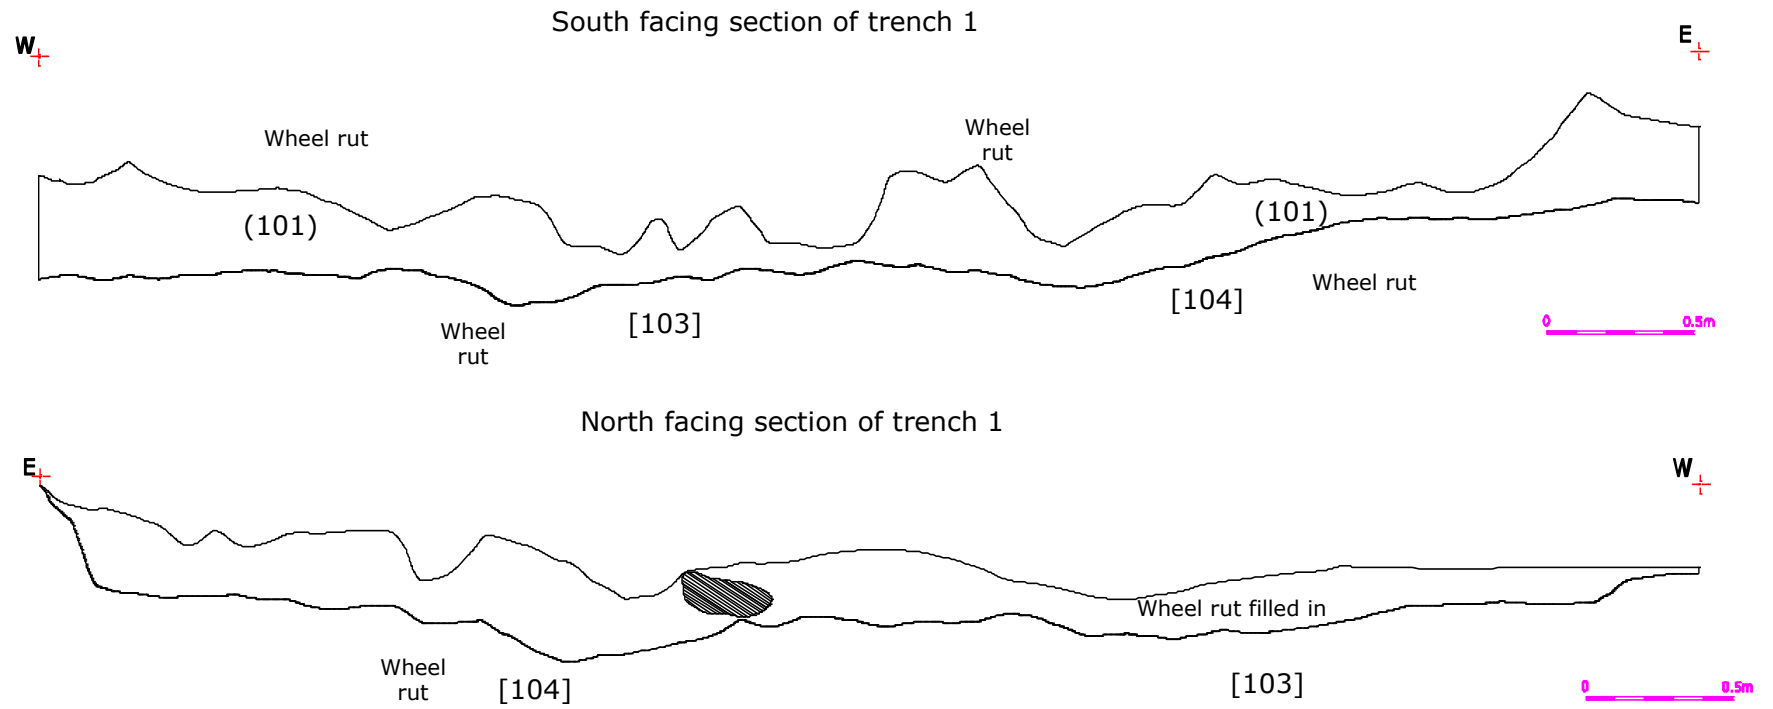 South facing section of trench 1
W
E
Wheel rut
Wheel
rut
(101)
(101)
Wheel rut
[104]
[103]
Wheel
rut
0
0.5m
North facing section of trench 1
E
W
Wheel rut filled in
Wheel
rut
[104]
[103]
0
0.5m